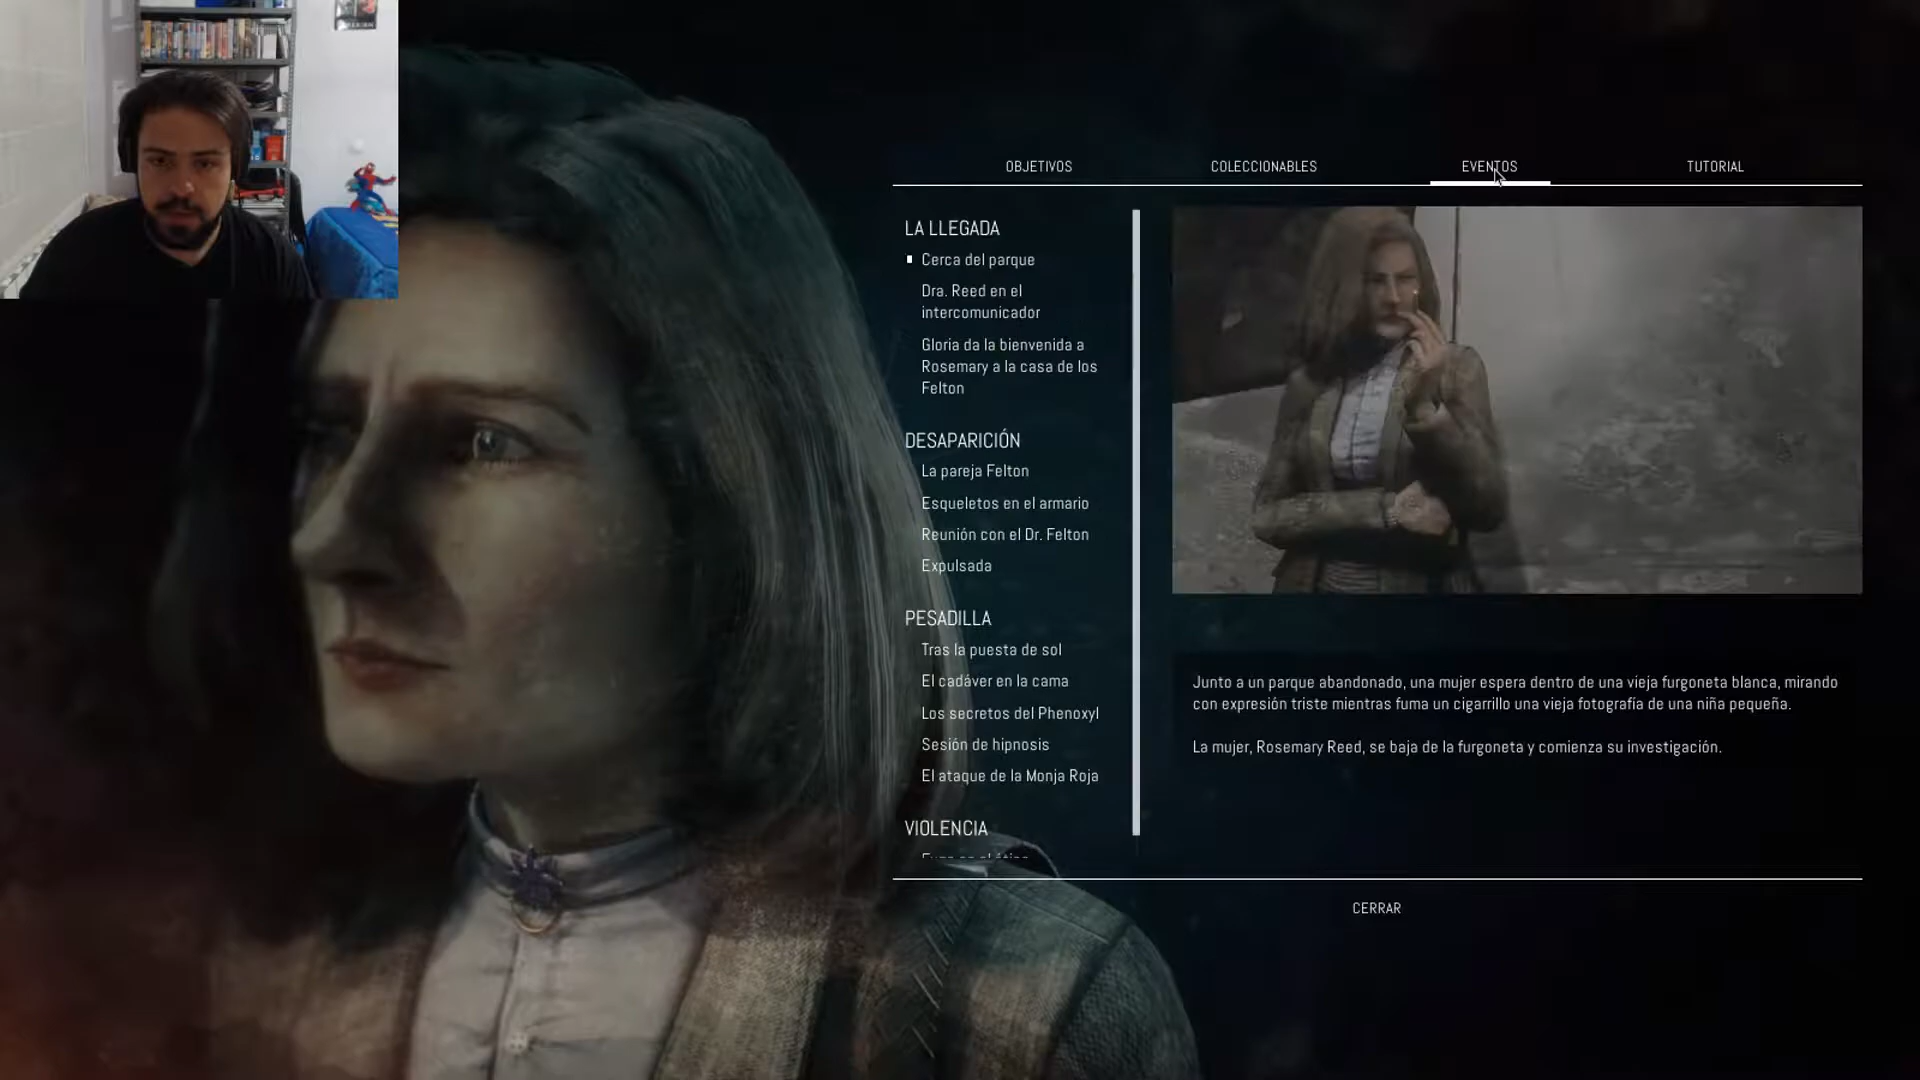 OBJETIVOS
COLECCIONABLES
EVENTOS
TUTORIAL
LA LLEGADA
Cerca del parque
Dra. Reed en el
intercomunicador
Gloria da la bienvenida a
Rosemary a la casa de los
Felton
DESAPARICIÓN
La pareja Felton
Esqueletos en el armario
Reunión con el Dr. Felton
Expulsada
PESADILLA
Tras la puesta de sol
El cadáver en la cama
Los secretos del Phenoxyl
Sesión de hipnosis
El ataque de la Monja Roja
VIOLENCIA
Junto a un parque abandonado, una mujer espera dentro de una vieja furgoneta blanca, mirando
con expresión triste mientras fuma un cigarrillo una vieja fotografía de una niña pequeña.
La mujer, Rosemary Reed, se baja de la furgoneta y comienza su investigación.
CERRAR